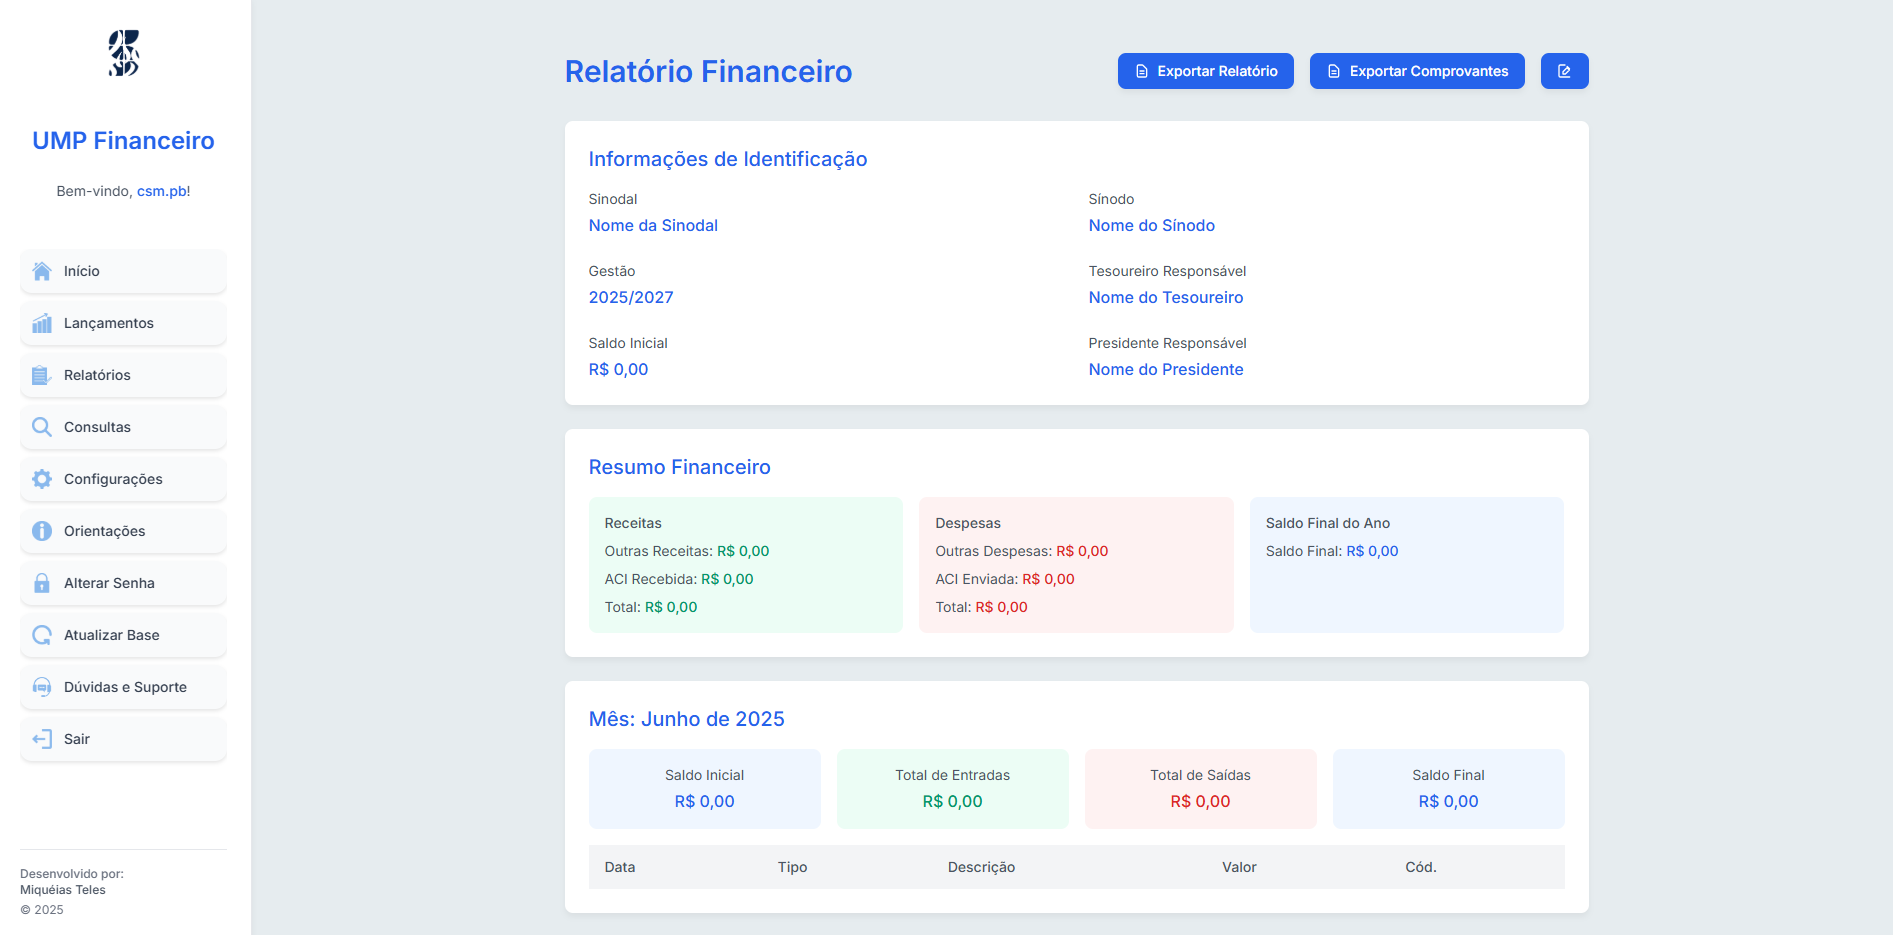 UMP Financeiro
Bem-vindo, csm.pb!
Início
Lançamentos
Relatórios
Consultas
Configurações
Orientações
Alterar Senha
Atualizar Base
Dúvidas e Suporte
Sair
Desenvolvido por:
Miquéias Teles
© 2025
Relatório Financeiro
Exportar Relatório
Exportar Comprovantes
Informações de Identificação
Sinodal
Nome da Sinodal
Sínodo
Nome do Sínodo
Gestão
2025/2027
Tesoureiro Responsável
Nome do Tesoureiro
Saldo Inicial
R$ 0,00
Presidente Responsável
Nome do Presidente
Resumo Financeiro
Receitas
Outras Receitas: R$ 0,00
ACI Recebida: R$ 0,00
Total: R$ 0,00
Despesas
Outras Despesas: R$ 0,00
ACI Enviada: R$ 0,00
Total: R$ 0,00
Saldo Final do Ano
Saldo Final: R$ 0,00
Mês: Junho de 2025
Saldo Inicial
R$ 0,00
Total de Entradas
R$ 0,00
Total de Saídas
R$ 0,00
Saldo Final
R$ 0,00
Data Tipo Descrição Valor Cód.